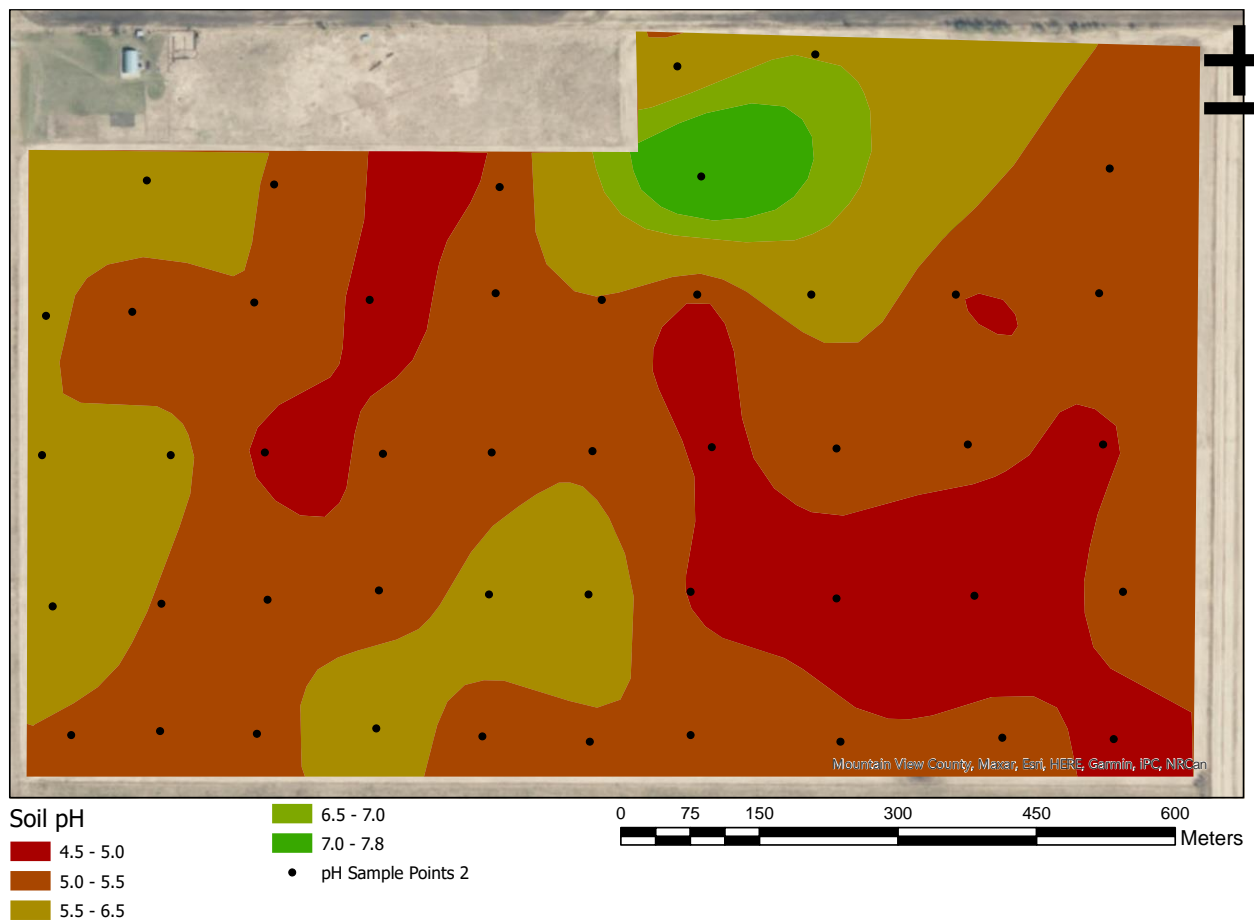 Mountain View County, Maxar, Esri, HERE, Garmin, iPC, NRCan
Soil pH
4.5 - 5.0
5.0 - 5.5
5.5 - 6.5
6.5 - 7.0
7.0 - 7.8
pH Sample Points 2
0 75 150 300 450 600
Meters